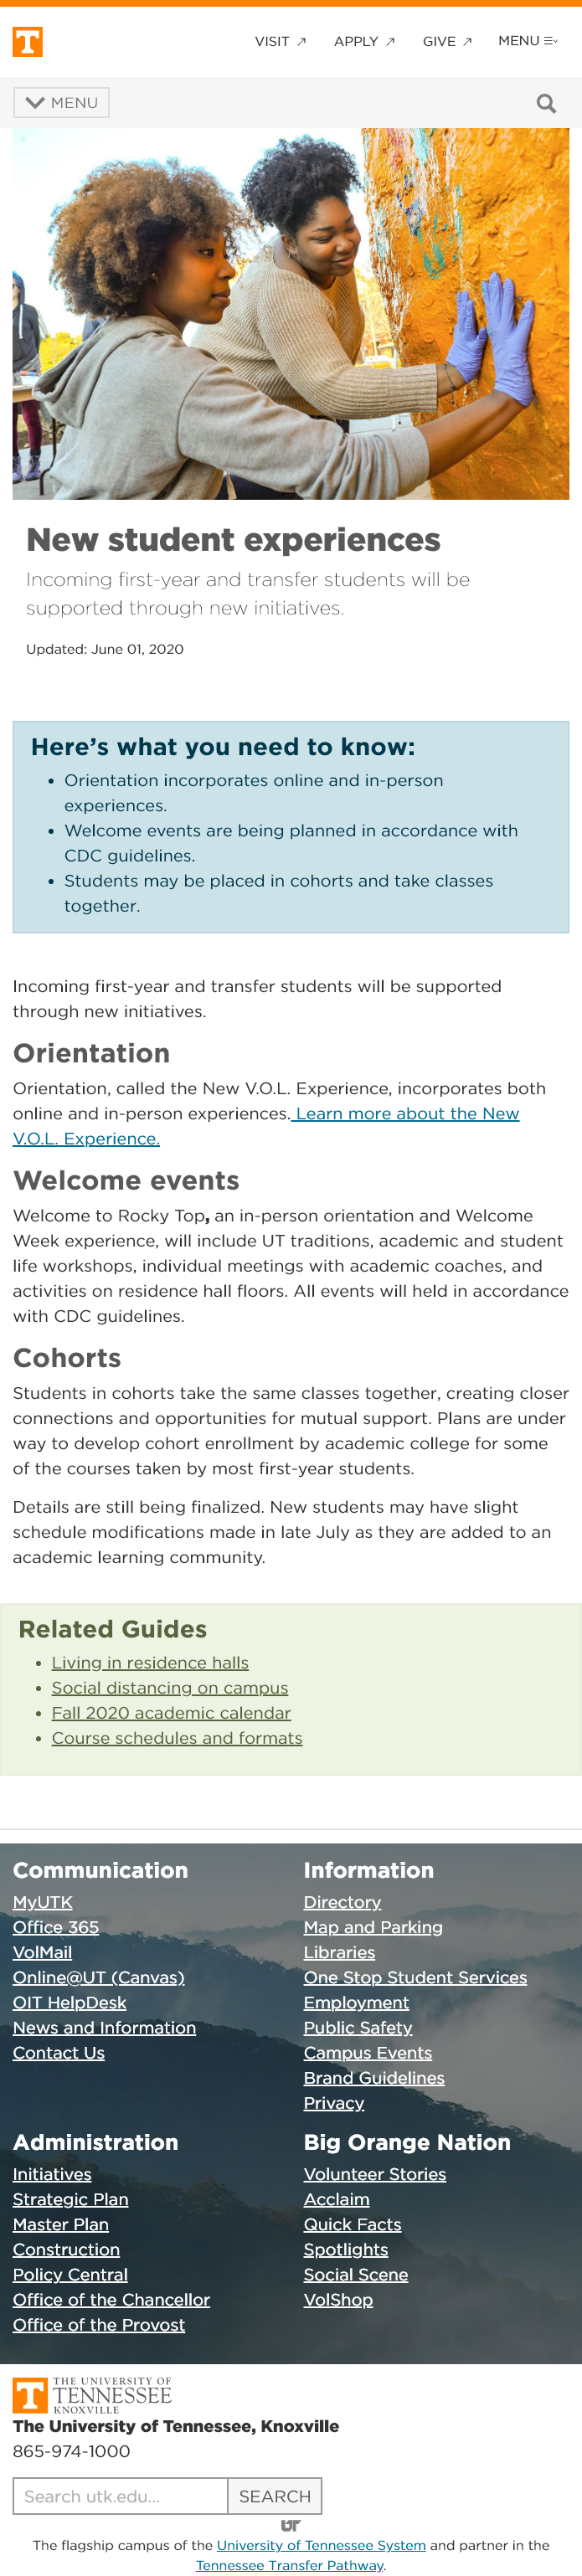 T
VISIT ↗ APPLY ↗ GIVE ↗ MENU
MENU
New student experiences
Incoming first-year and transfer students will be
supported through new initiatives.
Updated: June 01, 2020
Here’s what you need to know:
• Orientation incorporates online and in-person
experiences.
• Welcome events are being planned in accordance with
CDC guidelines.
• Students may be placed in cohorts and take classes
together.
Incoming first-year and transfer students will be supported
through new initiatives.
Orientation
Orientation, called the New V.O.L. Experience, incorporates both
online and in-person experiences. Learn more about the New
V.O.L. Experience.
Welcome events
Welcome to Rocky Top, an in-person orientation and Welcome
Week experience, will include UT traditions, academic and student
life workshops, individual meetings with academic coaches, and
activities on residence hall floors. All events will held in accordance
with CDC guidelines.
Cohorts
Students in cohorts take the same classes together, creating closer
connections and opportunities for mutual support. Plans are under
way to develop cohort enrollment by academic college for some
of the courses taken by most first-year students.
Details are still being finalized. New students may have slight
schedule modifications made in late July as they are added to an
academic learning community.
Related Guides
• Living in residence halls
• Social distancing on campus
• Fall 2020 academic calendar
• Course schedules and formats
Communication
MyUTK
Office 365
VolMail
Online@UT (Canvas)
OIT HelpDesk
News and Information
Contact Us
Information
Directory
Map and Parking
Libraries
One Stop Student Services
Employment
Public Safety
Campus Events
Brand Guidelines
Privacy
Administration
Initiatives
Strategic Plan
Master Plan
Construction
Policy Central
Office of the Chancellor
Office of the Provost
Big Orange Nation
Volunteer Stories
Acclaim
Quick Facts
Spotlights
Social Scene
VolShop
T THE UNIVERSITY OF
TENNESSEE
KNOXVILLE
The University of Tennessee, Knoxville
865-974-1000
Search utk.edu... SEARCH
UT
The flagship campus of the University of Tennessee System and partner in the
Tennessee Transfer Pathway.